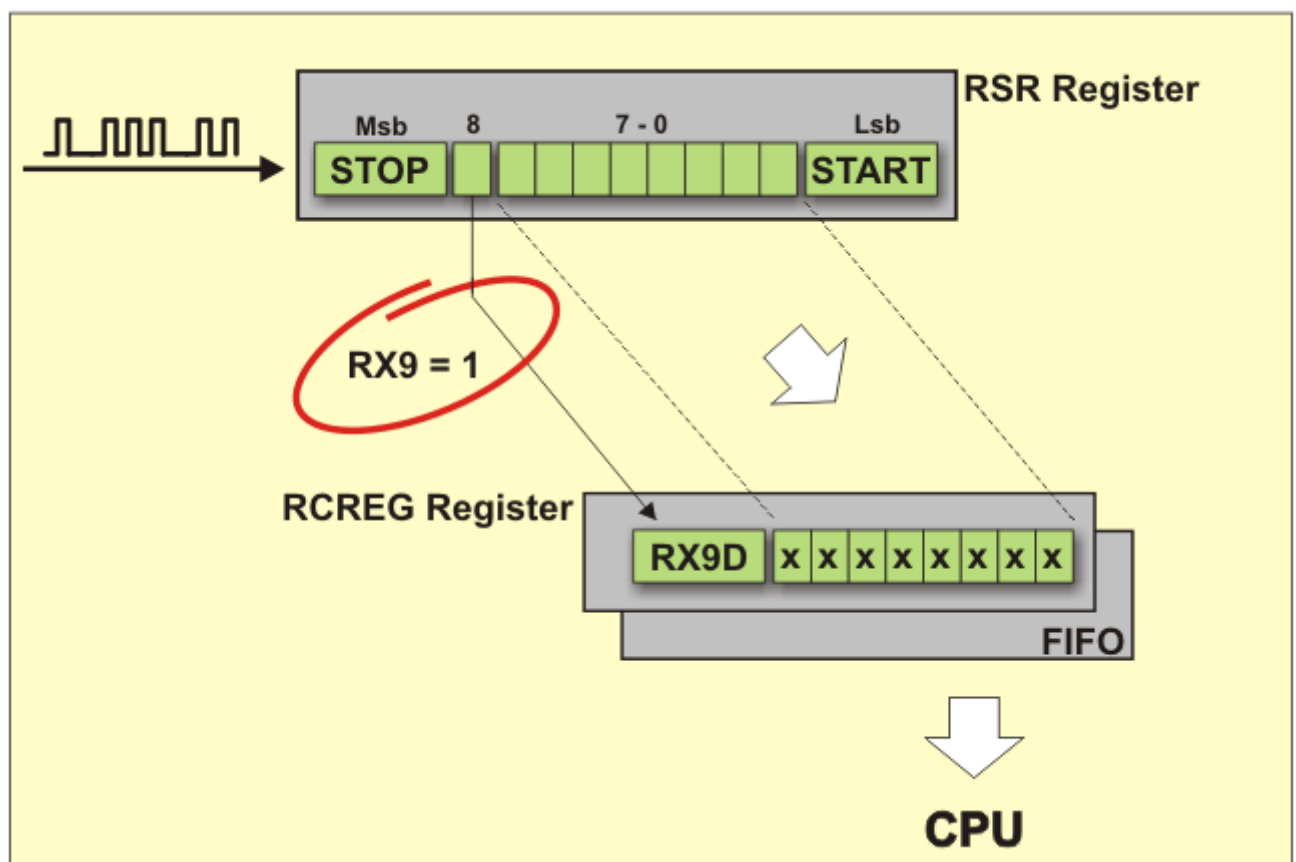 RSR Register
Msb 8 7 - 0 Lsb
STOP START
RX9 = 1
RCREG Register
RX9D x x x x x x x x
FIFO
CPU